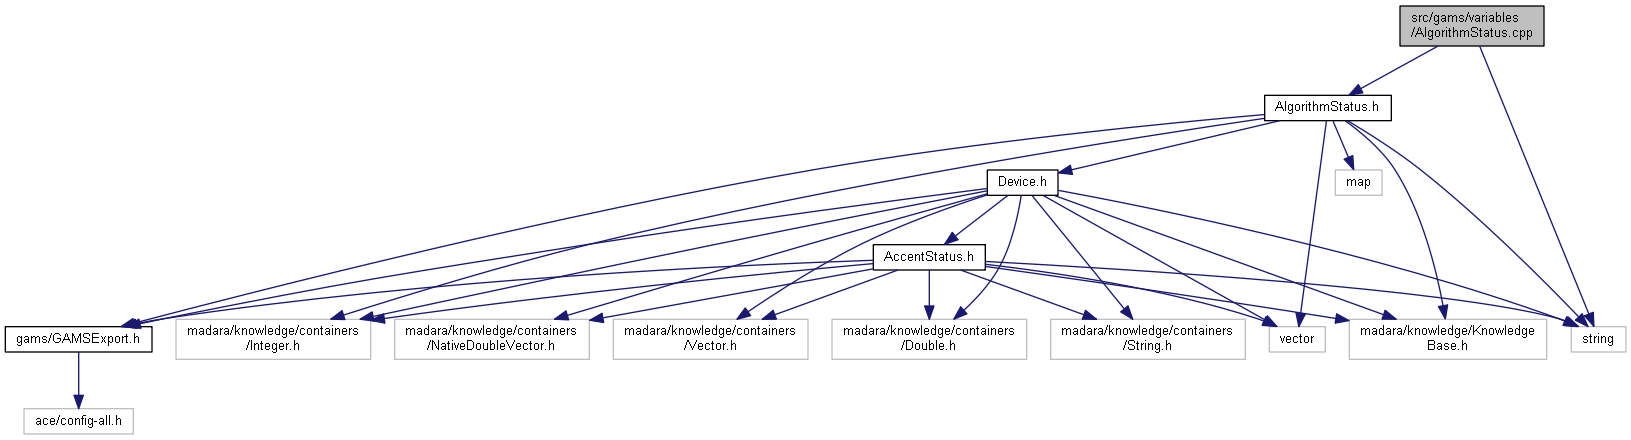 src/gams/variables
/AlgorithmStatus.cpp
AlgorithmStatus.h
Device.h
map
AccentStatus.h
gams/GAMSExport.h
madara/knowledge/containers
/Integer.h
madara/knowledge/containers
/NativeDoubleVector.h
madara/knowledge/containers
/Vector.h
madara/knowledge/containers
/Double.h
madara/knowledge/containers
/String.h
vector
madara/knowledge/Knowledge
Base.h
string
ace/config-all.h